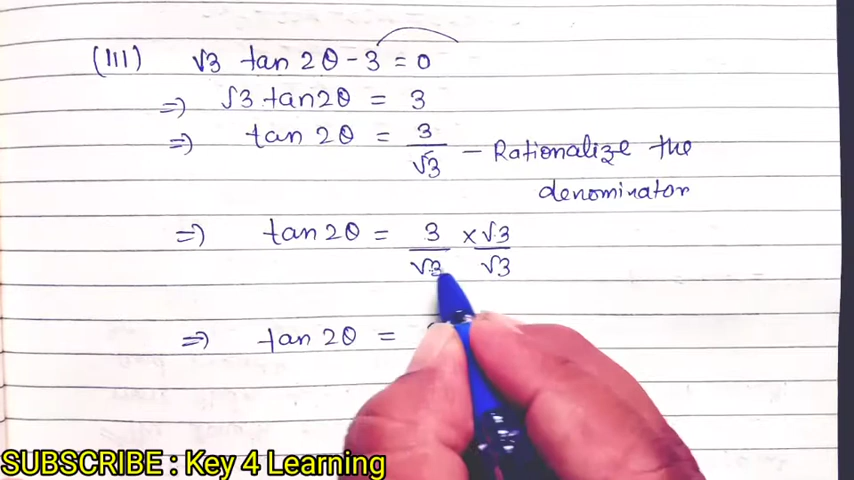 (III) √3 tan 2θ - 3 = 0
⇒ √3 tan2θ = 3
⇒ tan 2θ = 3/√3 - Rationalize the
denominator
⇒ tan 2θ = 3/√3 × √3/√3
⇒ tan 2θ =
SUBSCRIBE : Key 4 Learning